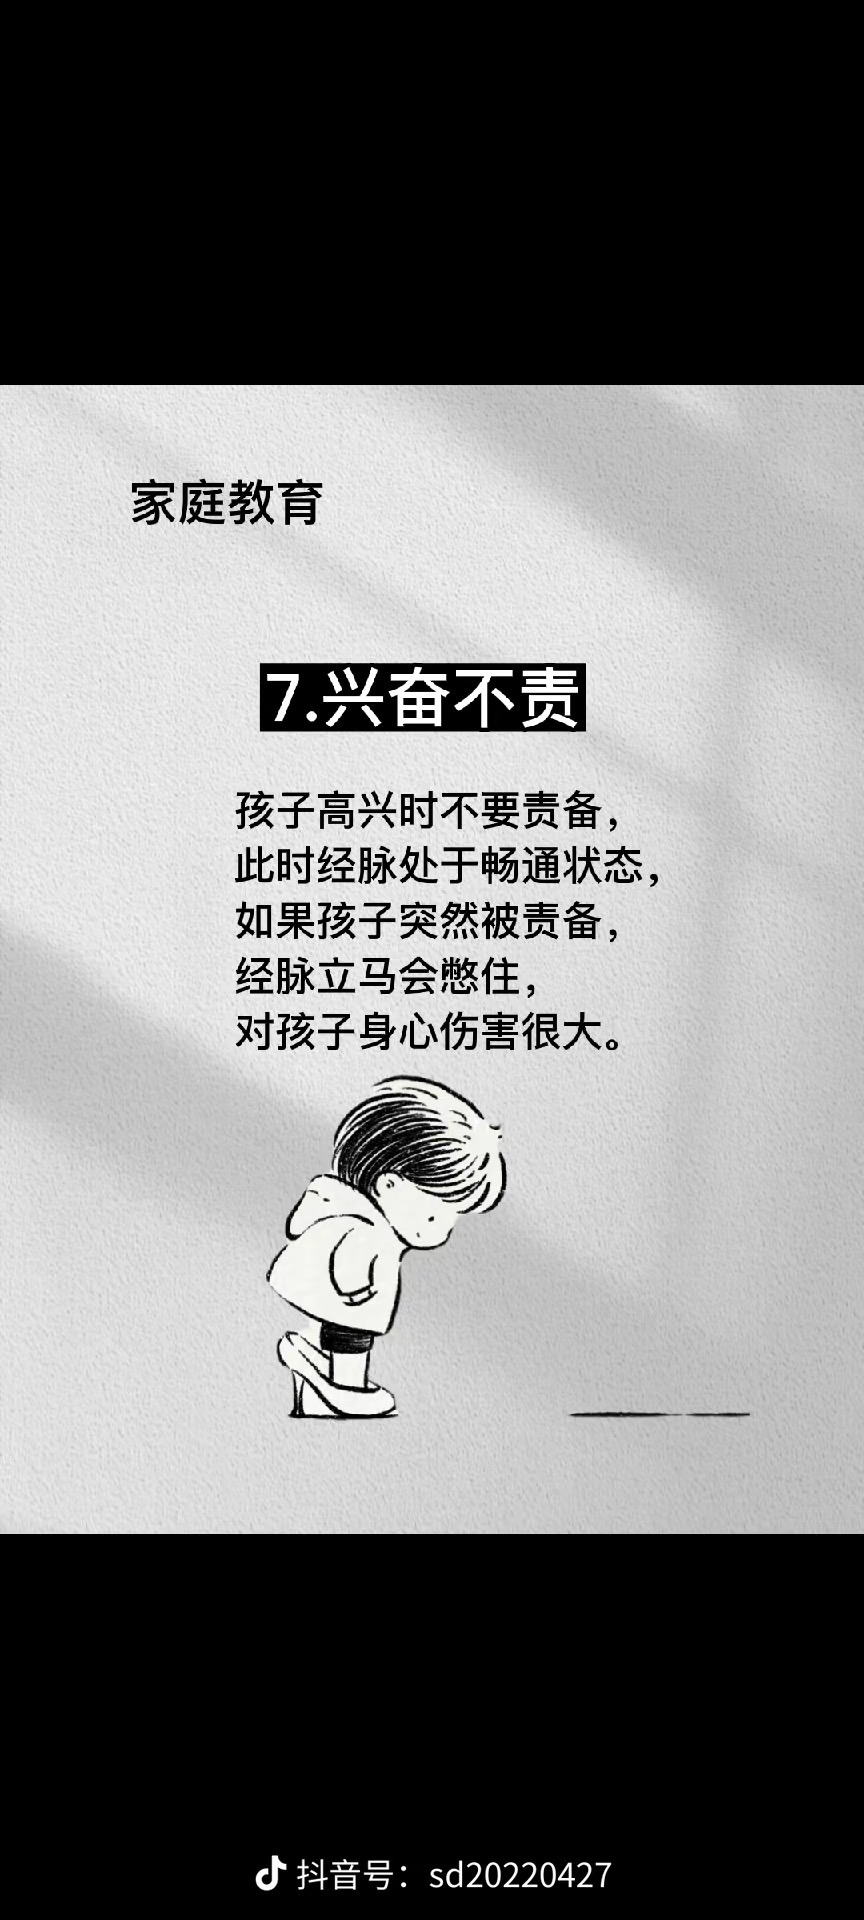 家庭教育
7.兴奋不责
孩子高兴时不要责备，
此时经脉处于畅通状态，
如果孩子突然被责备，
经脉立马会憋住，
对孩子身心伤害很大。
抖音号：sd20220427